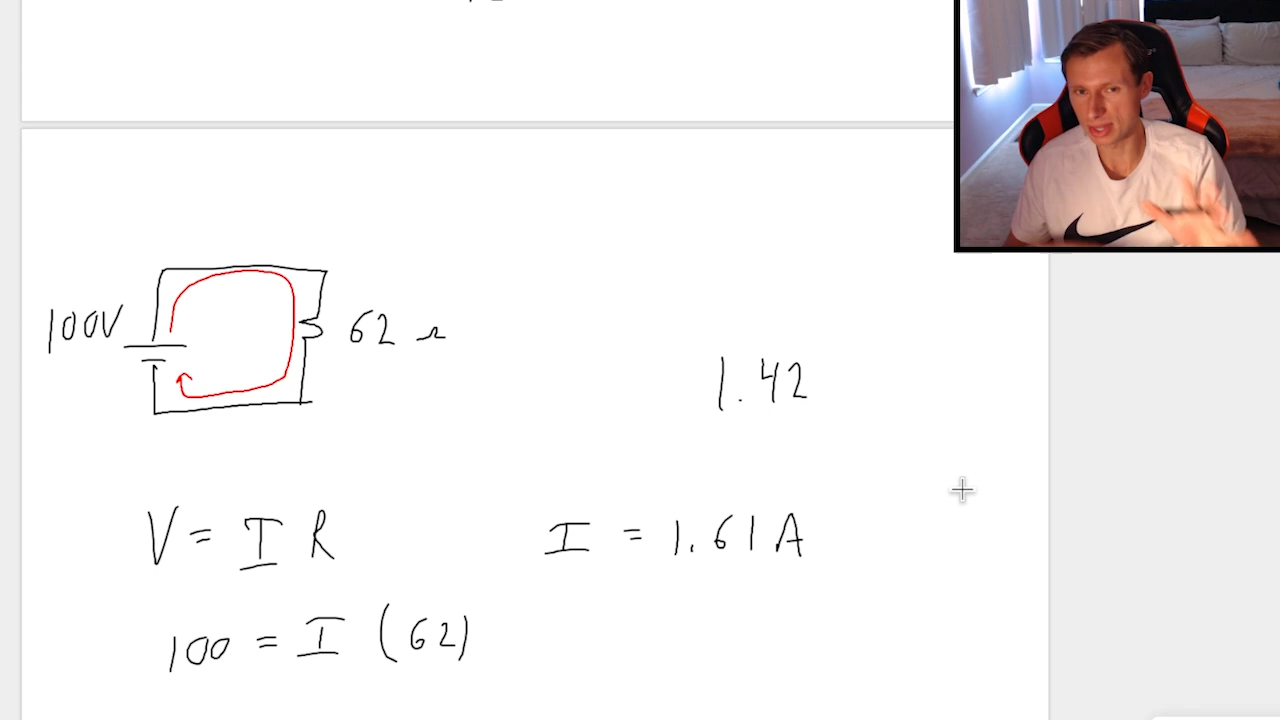 100V
62 Ω
1.42
V = I R
I = 1.61 A
100 = I (62)